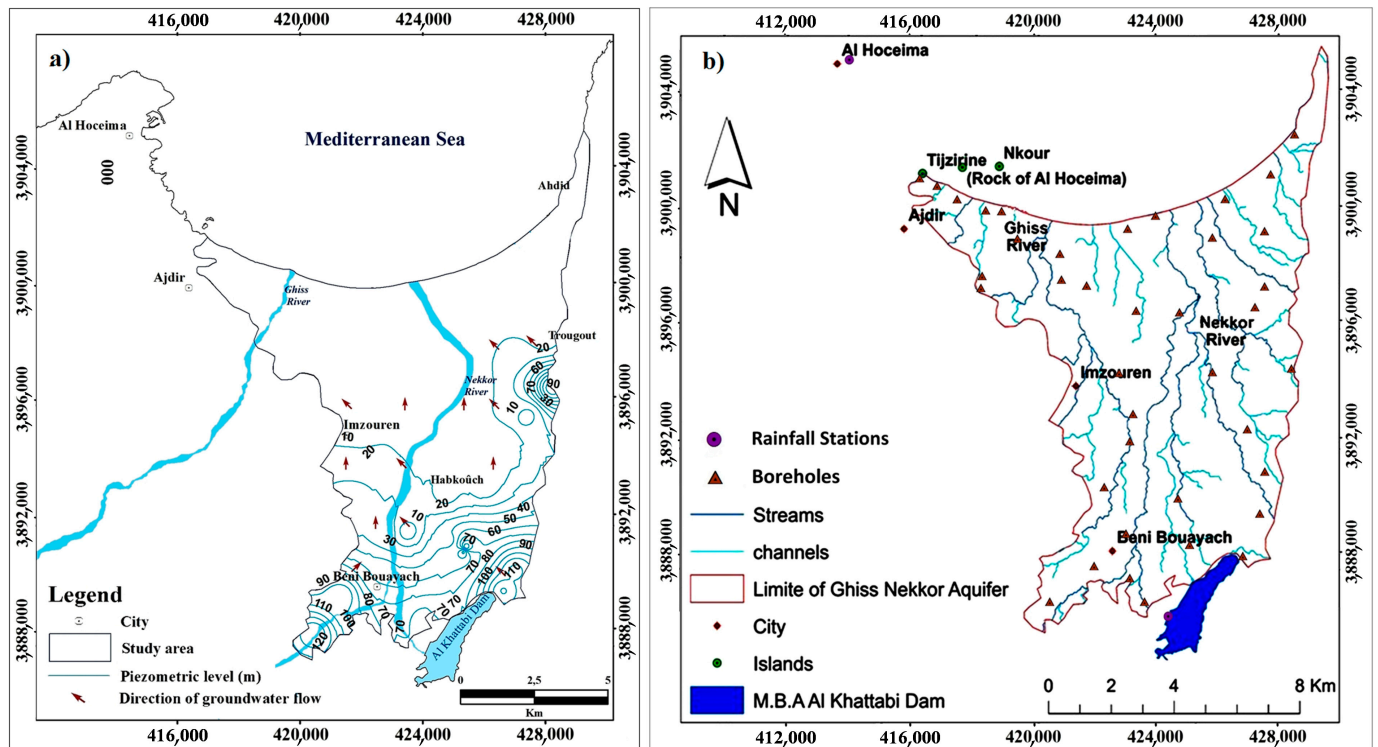 416,000 420,000 424,000 428,000
a)
3,904,000
3,900,000
3,896,000
3,892,000
3,888,000
Al Hoceima
000
Mediterranean Sea
Ahdid
Ajdir
Ghiss
River
Trougout
20
60
70
90
30
10
Nekkor
River
Imzouren
10
20
Habkoûch
20
10
40
50
60
30
70
80
90
70
100
110
90
Béni Bouayach
80
110
100
70
120
70
70
70
Al Khattabi Dam
3,904,000
3,900,000
3,896,000
3,892,000
3,888,000
Legend
City
Study area
Piezometric level (m)
Direction of groundwater flow
0 2,5 5
Km
416,000 420,000 424,000 428,000
412,000 416,000 420,000 424,000 428,000
b)
Al Hoceima
3,904,000
3,900,000
3,896,000
3,892,000
3,888,000
N
Tijzirine
Nkour
(Rock of Al Hoceima)
Ajdir
Ghiss
River
Nekkor
River
Imzouren
Béni Bouayach
Rainfall Stations
Boreholes
Streams
channels
Limite of Ghiss Nekkor Aquifer
City
Islands
M.B.A Al Khattabi Dam
0 2 4 8 Km
3,904,000
3,900,000
3,896,000
3,892,000
3,888,000
412,000 416,000 420,000 424,000 428,000